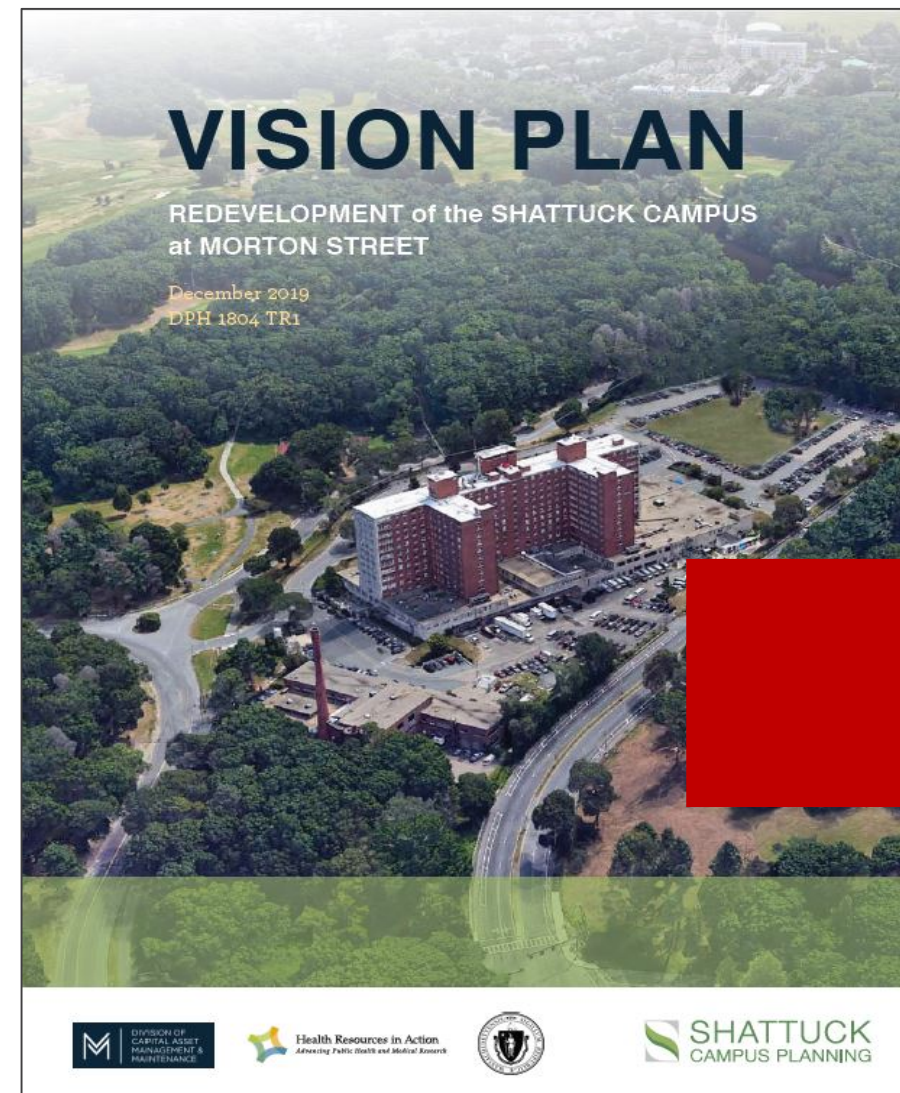 VISION PLAN
REDEVELOPMENT of the SHATTUCK CAMPUS
at MORTON STREET
December 2019
DPH 1804 TR1
DIVISION OF
CAPITAL ASSET
MANAGEMENT &
MAINTENANCE
Health Resources in Action
Advancing Public Health and Medical Research
SHATTUCK
CAMPUS PLANNING